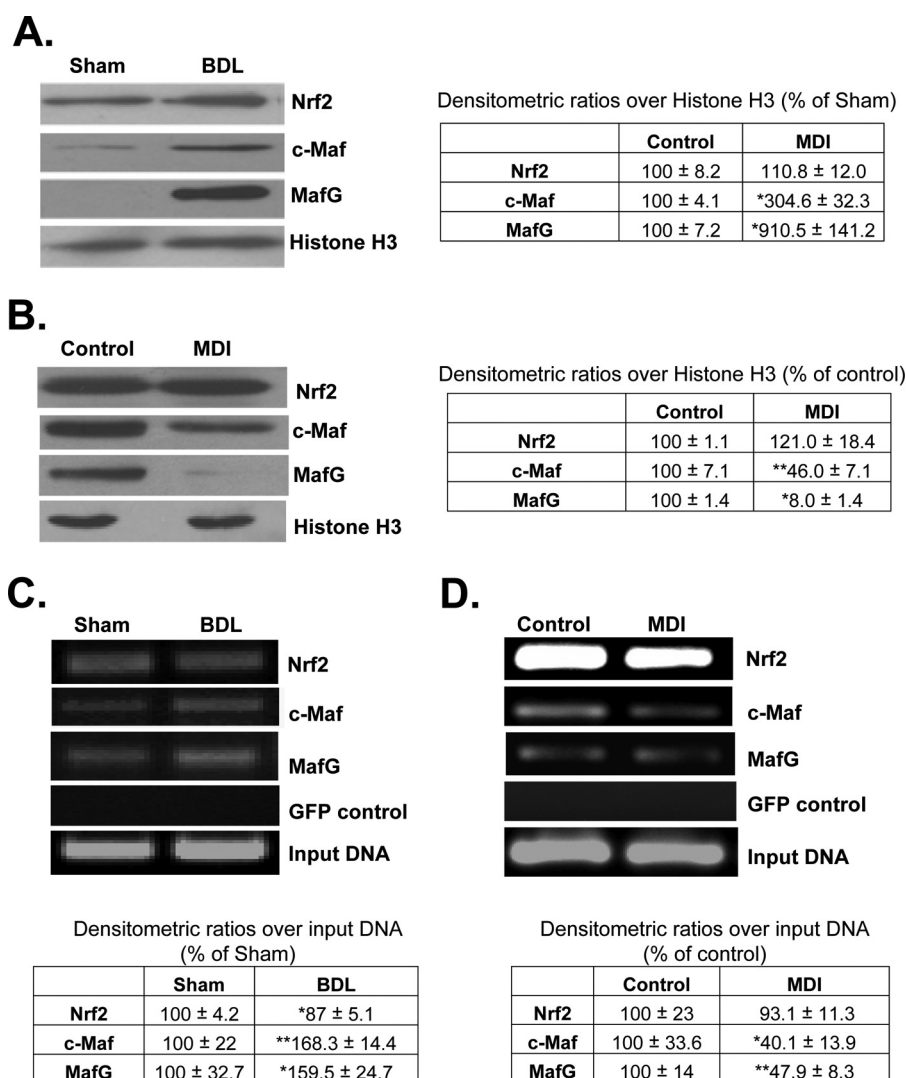 A.
Sham BDL
Nrf2
c-Maf
MafG
Histone H3
Densitometric ratios over Histone H3 (% of Sham)
Control MDI
Nrf2 100 ± 8.2 110.8 ± 12.0
c-Maf 100 ± 4.1 *304.6 ± 32.3
MafG 100 ± 7.2 *910.5 ± 141.2
B.
Control MDI
Nrf2
c-Maf
MafG
Histone H3
Densitometric ratios over Histone H3 (% of control)
Control MDI
Nrf2 100 ± 1.1 121.0 ± 18.4
c-Maf 100 ± 7.1 **46.0 ± 7.1
MafG 100 ± 1.4 *8.0 ± 1.4
C.
Sham BDL
Nrf2
c-Maf
MafG
GFP control
Input DNA
Densitometric ratios over input DNA
(% of Sham)
Sham BDL
Nrf2 100 ± 4.2 *87 ± 5.1
c-Maf 100 ± 22 **168.3 ± 14.4
MafG 100 ± 32.7 *159.5 ± 24.7
D.
Control MDI
Nrf2
c-Maf
MafG
GFP control
Input DNA
Densitometric ratios over input DNA
(% of control)
Control MDI
Nrf2 100 ± 23 93.1 ± 11.3
c-Maf 100 ± 33.6 *40.1 ± 13.9
MafG 100 ± 14 **47.9 ± 8.3